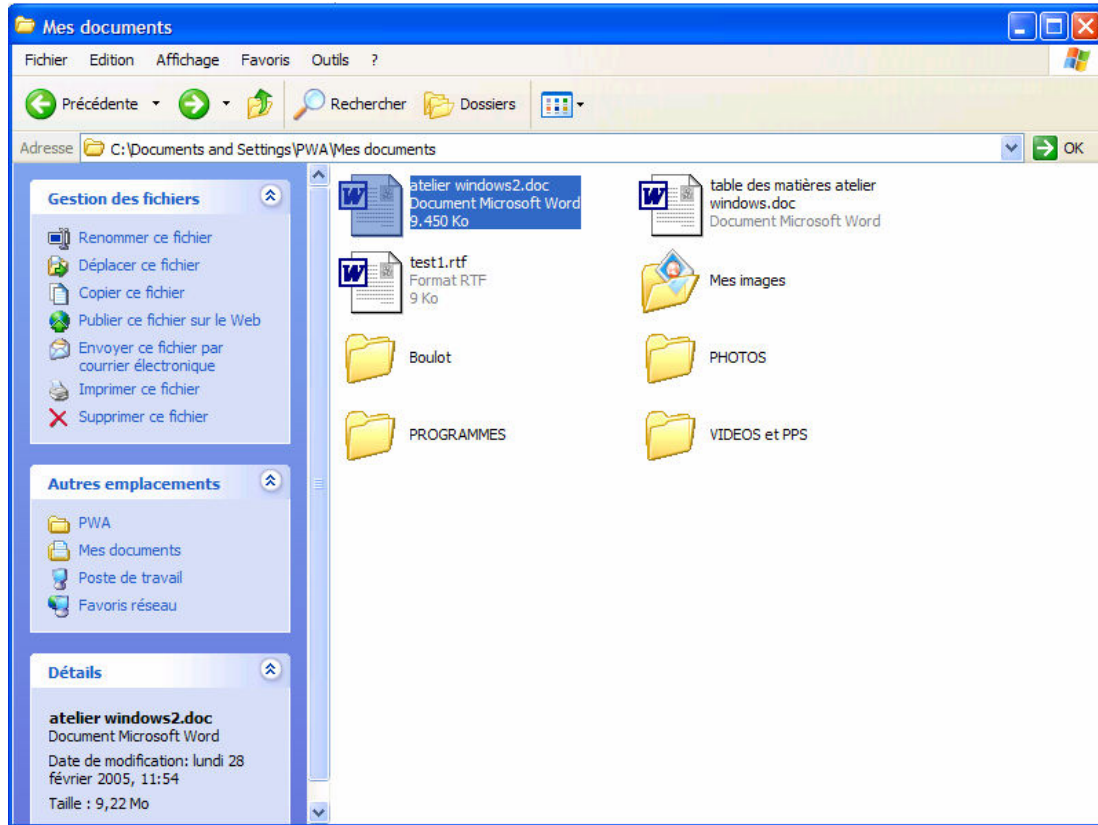 Mes documents
Fichier Edition Affichage Favoris Outils ?
Précédente Rechercher Dossiers
Adresse C:\Documents and Settings\PWA\Mes documents OK
Gestion des fichiers
Renommer ce fichier
Déplacer ce fichier
Copier ce fichier
Publier ce fichier sur le Web
Envoyer ce fichier par
courrier électronique
Imprimer ce fichier
Supprimer ce fichier
Autres emplacements
PWA
Mes documents
Poste de travail
Favoris réseau
Détails
atelier windows2.doc
Document Microsoft Word
Date de modification: lundi 28
février 2005, 11:54
Taille : 9,22 Mo
atelier windows2.doc
Document Microsoft Word
9.450 Ko
table des matières atelier
windows.doc
Document Microsoft Word
test1.rtf
Format RTF
9 Ko
Mes images
Boulot
PHOTOS
PROGRAMMES
VIDEOS et PPS